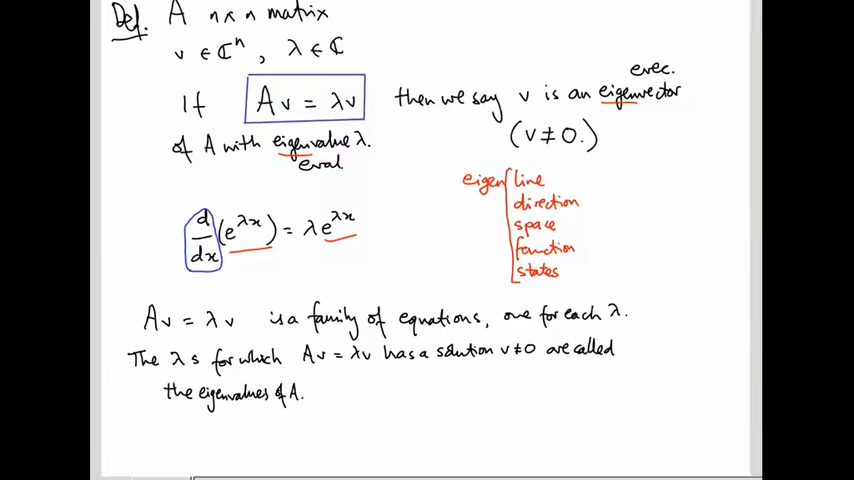 Def. A n × n matrix
v ∈ ℂⁿ, λ ∈ ℂ
evec.
If Av = λv then we say v is an eigenvector
(v ≠ 0.)
of A with eigenvalue λ.
eval
eigen line
direction
space
function
states
d/dx (e^λx) = λe^λx
Av = λv is a family of equations, one for each λ.
The λs for which Av = λv has a solution v ≠ 0 are called
the eigenvalues of A.